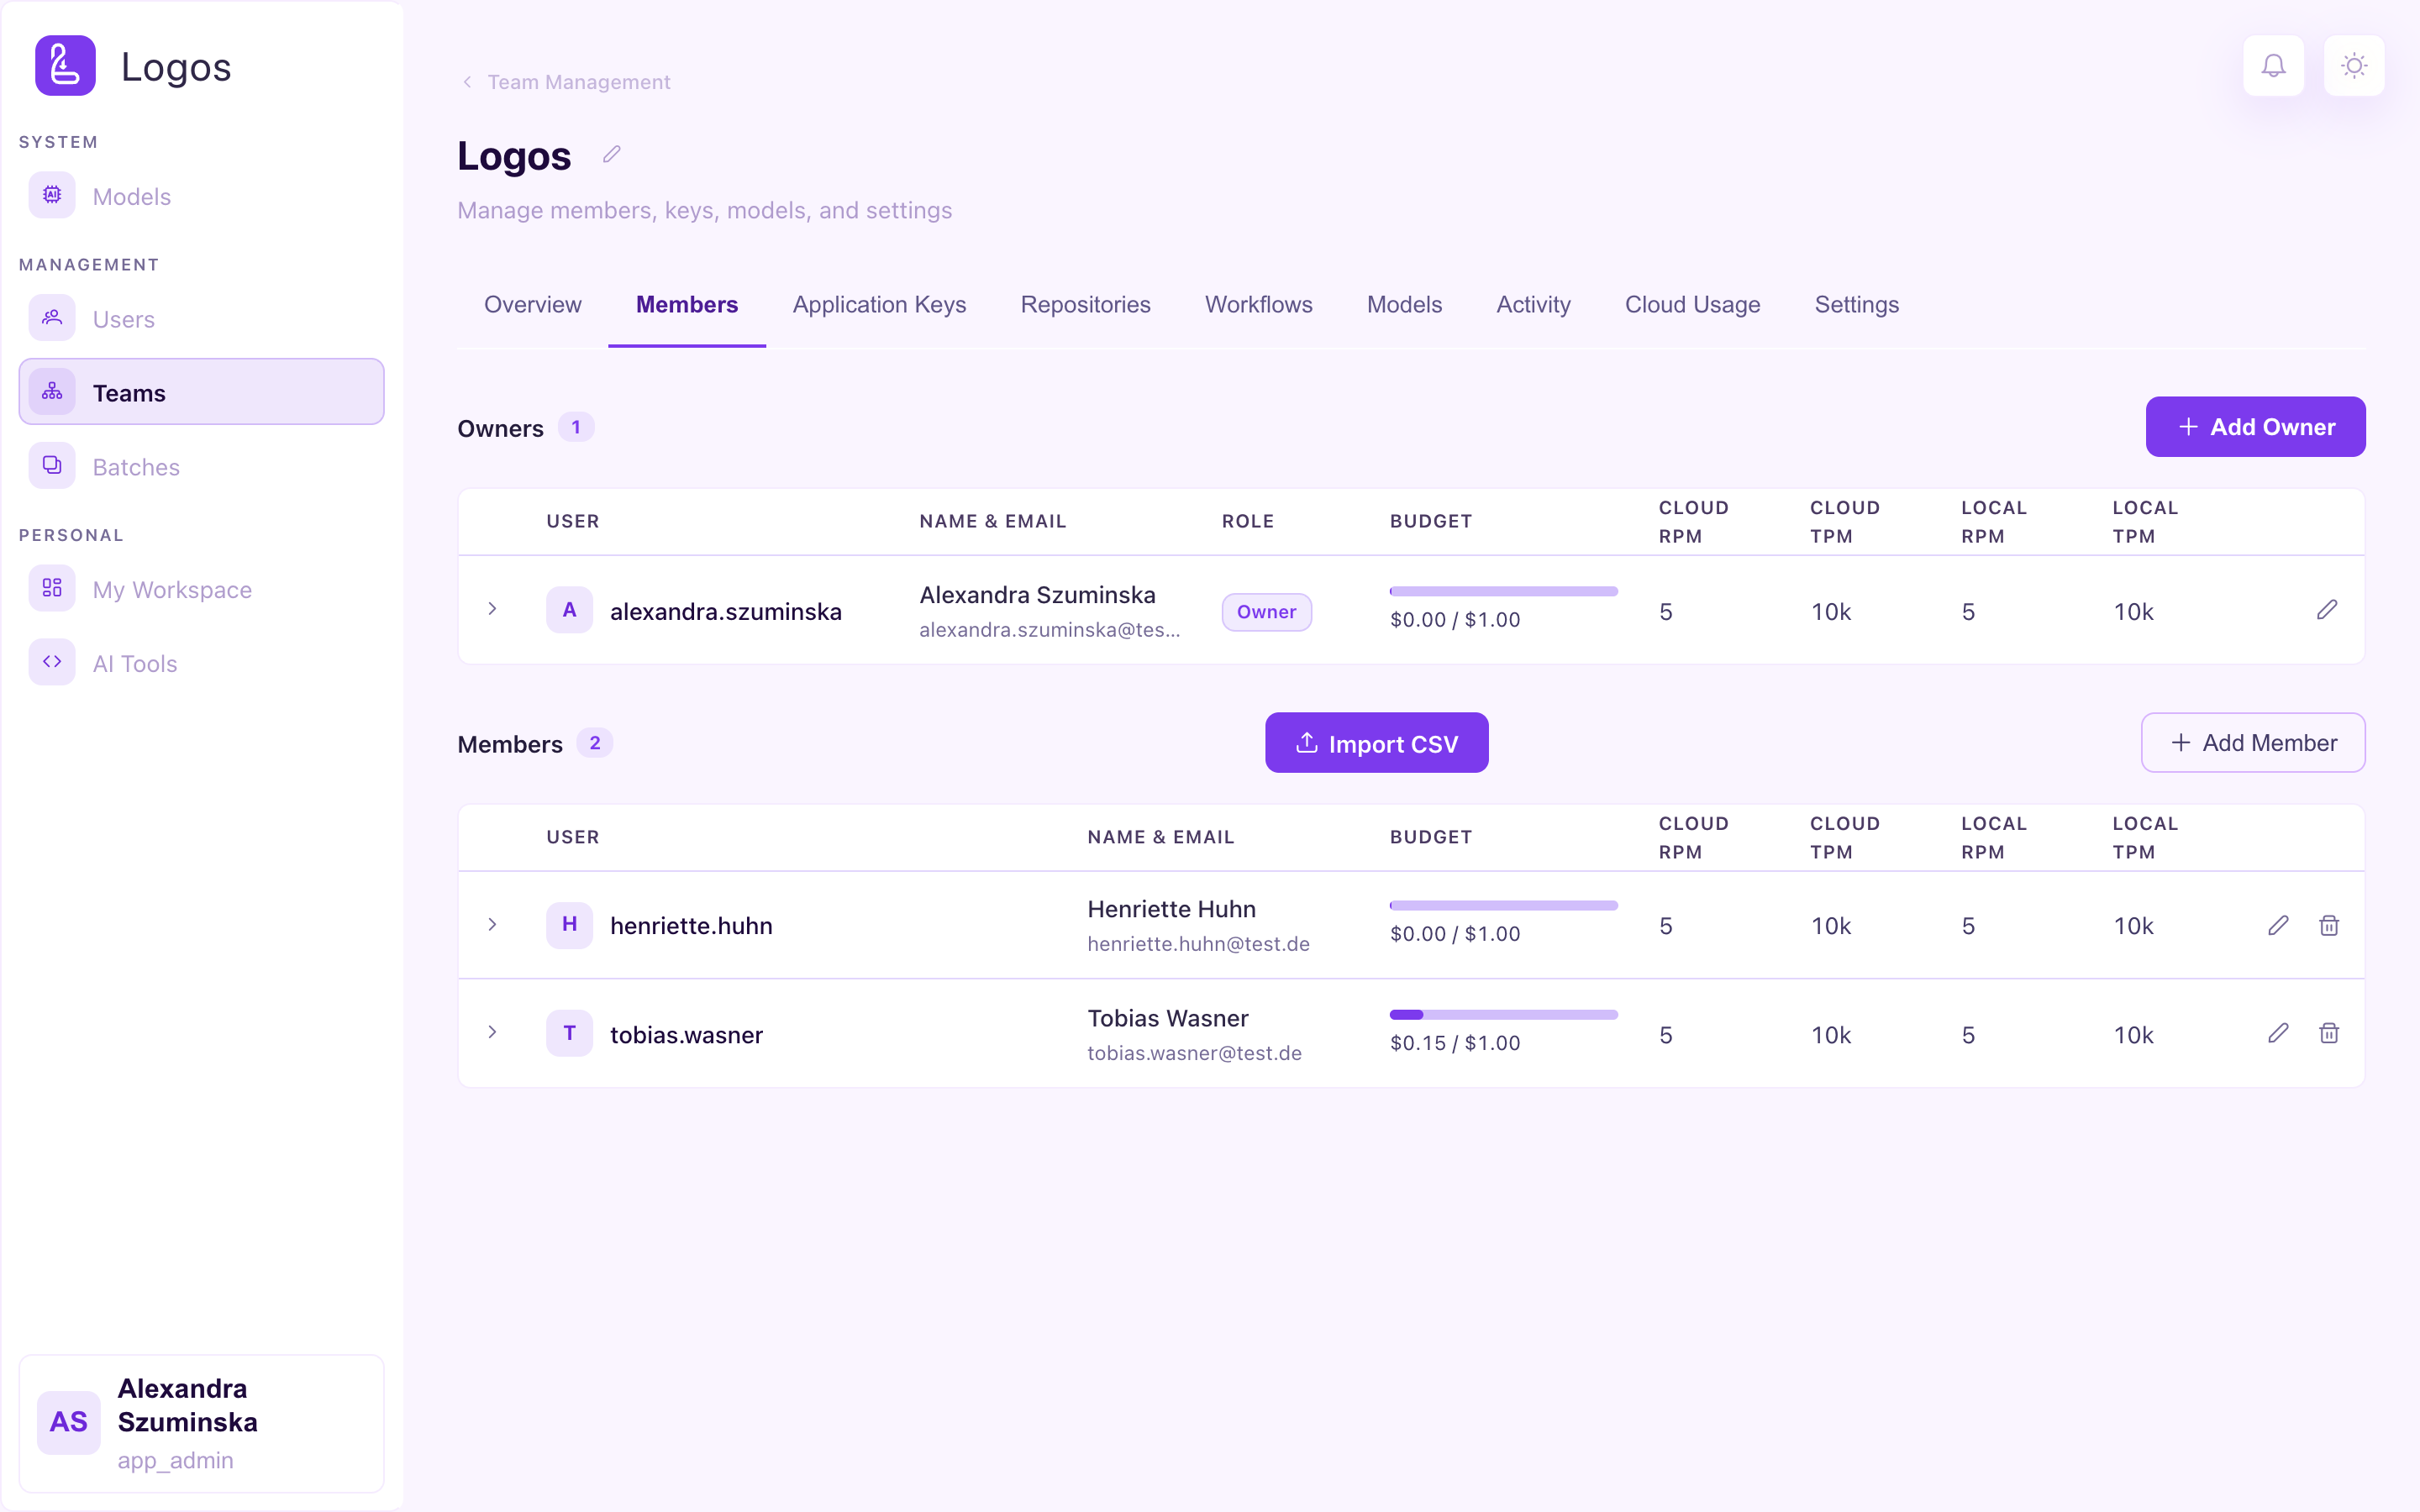 Logos
SYSTEM
Models
MANAGEMENT
Users
Teams
Batches
PERSONAL
My Workspace
AI Tools
AS
Alexandra
Szuminska
app_admin
Team Management
Logos
Manage members, keys, models, and settings
Overview Members Application Keys Repositories Workflows Models Activity Cloud Usage Settings
Owners 1
Add Owner
USER NAME & EMAIL ROLE BUDGET CLOUD RPM CLOUD TPM LOCAL RPM LOCAL TPM
A alexandra.szuminska Alexandra Szuminska Owner 5 10k 5 10k
alexandra.szuminska@tes... $0.00 / $1.00
Members 2
Import CSV
Add Member
USER NAME & EMAIL BUDGET CLOUD RPM CLOUD TPM LOCAL RPM LOCAL TPM
H henriette.huhn Henriette Huhn 5 10k 5 10k
henriette.huhn@test.de $0.00 / $1.00
T tobias.wasner Tobias Wasner 5 10k 5 10k
tobias.wasner@test.de $0.15 / $1.00